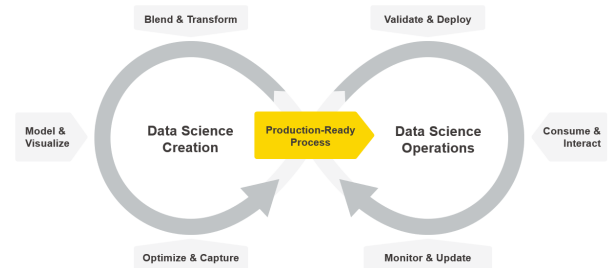 Blend & Transform
Validate & Deploy
Model &
Visualize
Data Science
Creation
Production-Ready
Process
Data Science
Operations
Consume &
Interact
Optimize & Capture
Monitor & Update